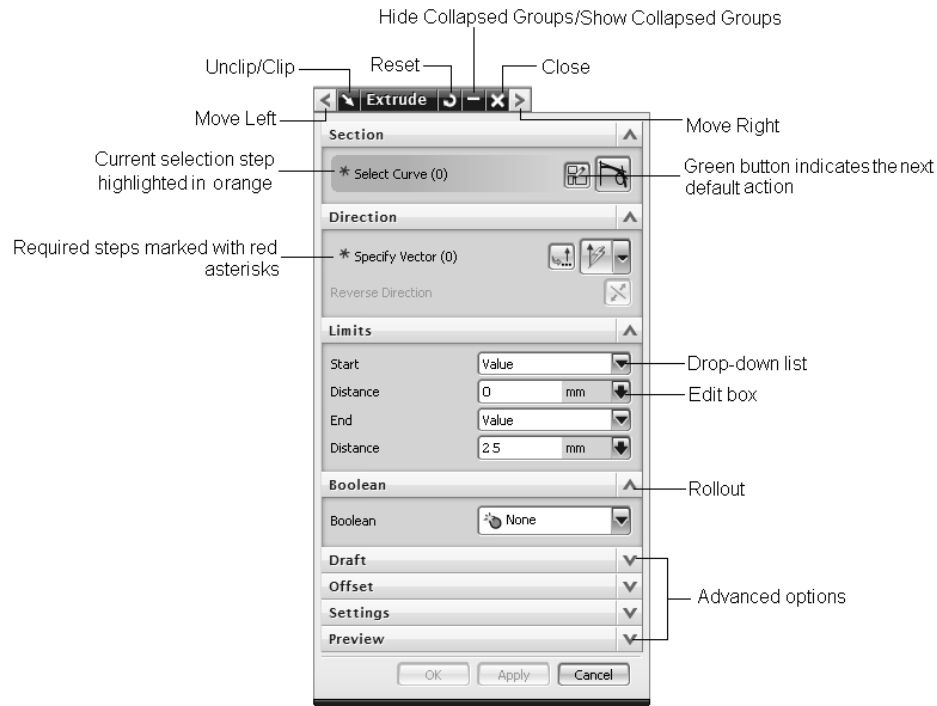 Hide Collapsed Groups/Show Collapsed Groups
Unclip/Clip
Reset
Close
Extrude
Move Left
Move Right
Section
Current selection step
highlighted in orange
* Select Curve (0)
Green button indicates the next
default action
Direction
Required steps marked with red
asterisks
* Specify Vector (0)
Reverse Direction
Limits
Start Value
Drop-down list
Distance 0 mm
Edit box
End Value
Distance 25 mm
Boolean
Rollout
Boolean None
Draft
Offset
Advanced options
Settings
Preview
OK Apply Cancel